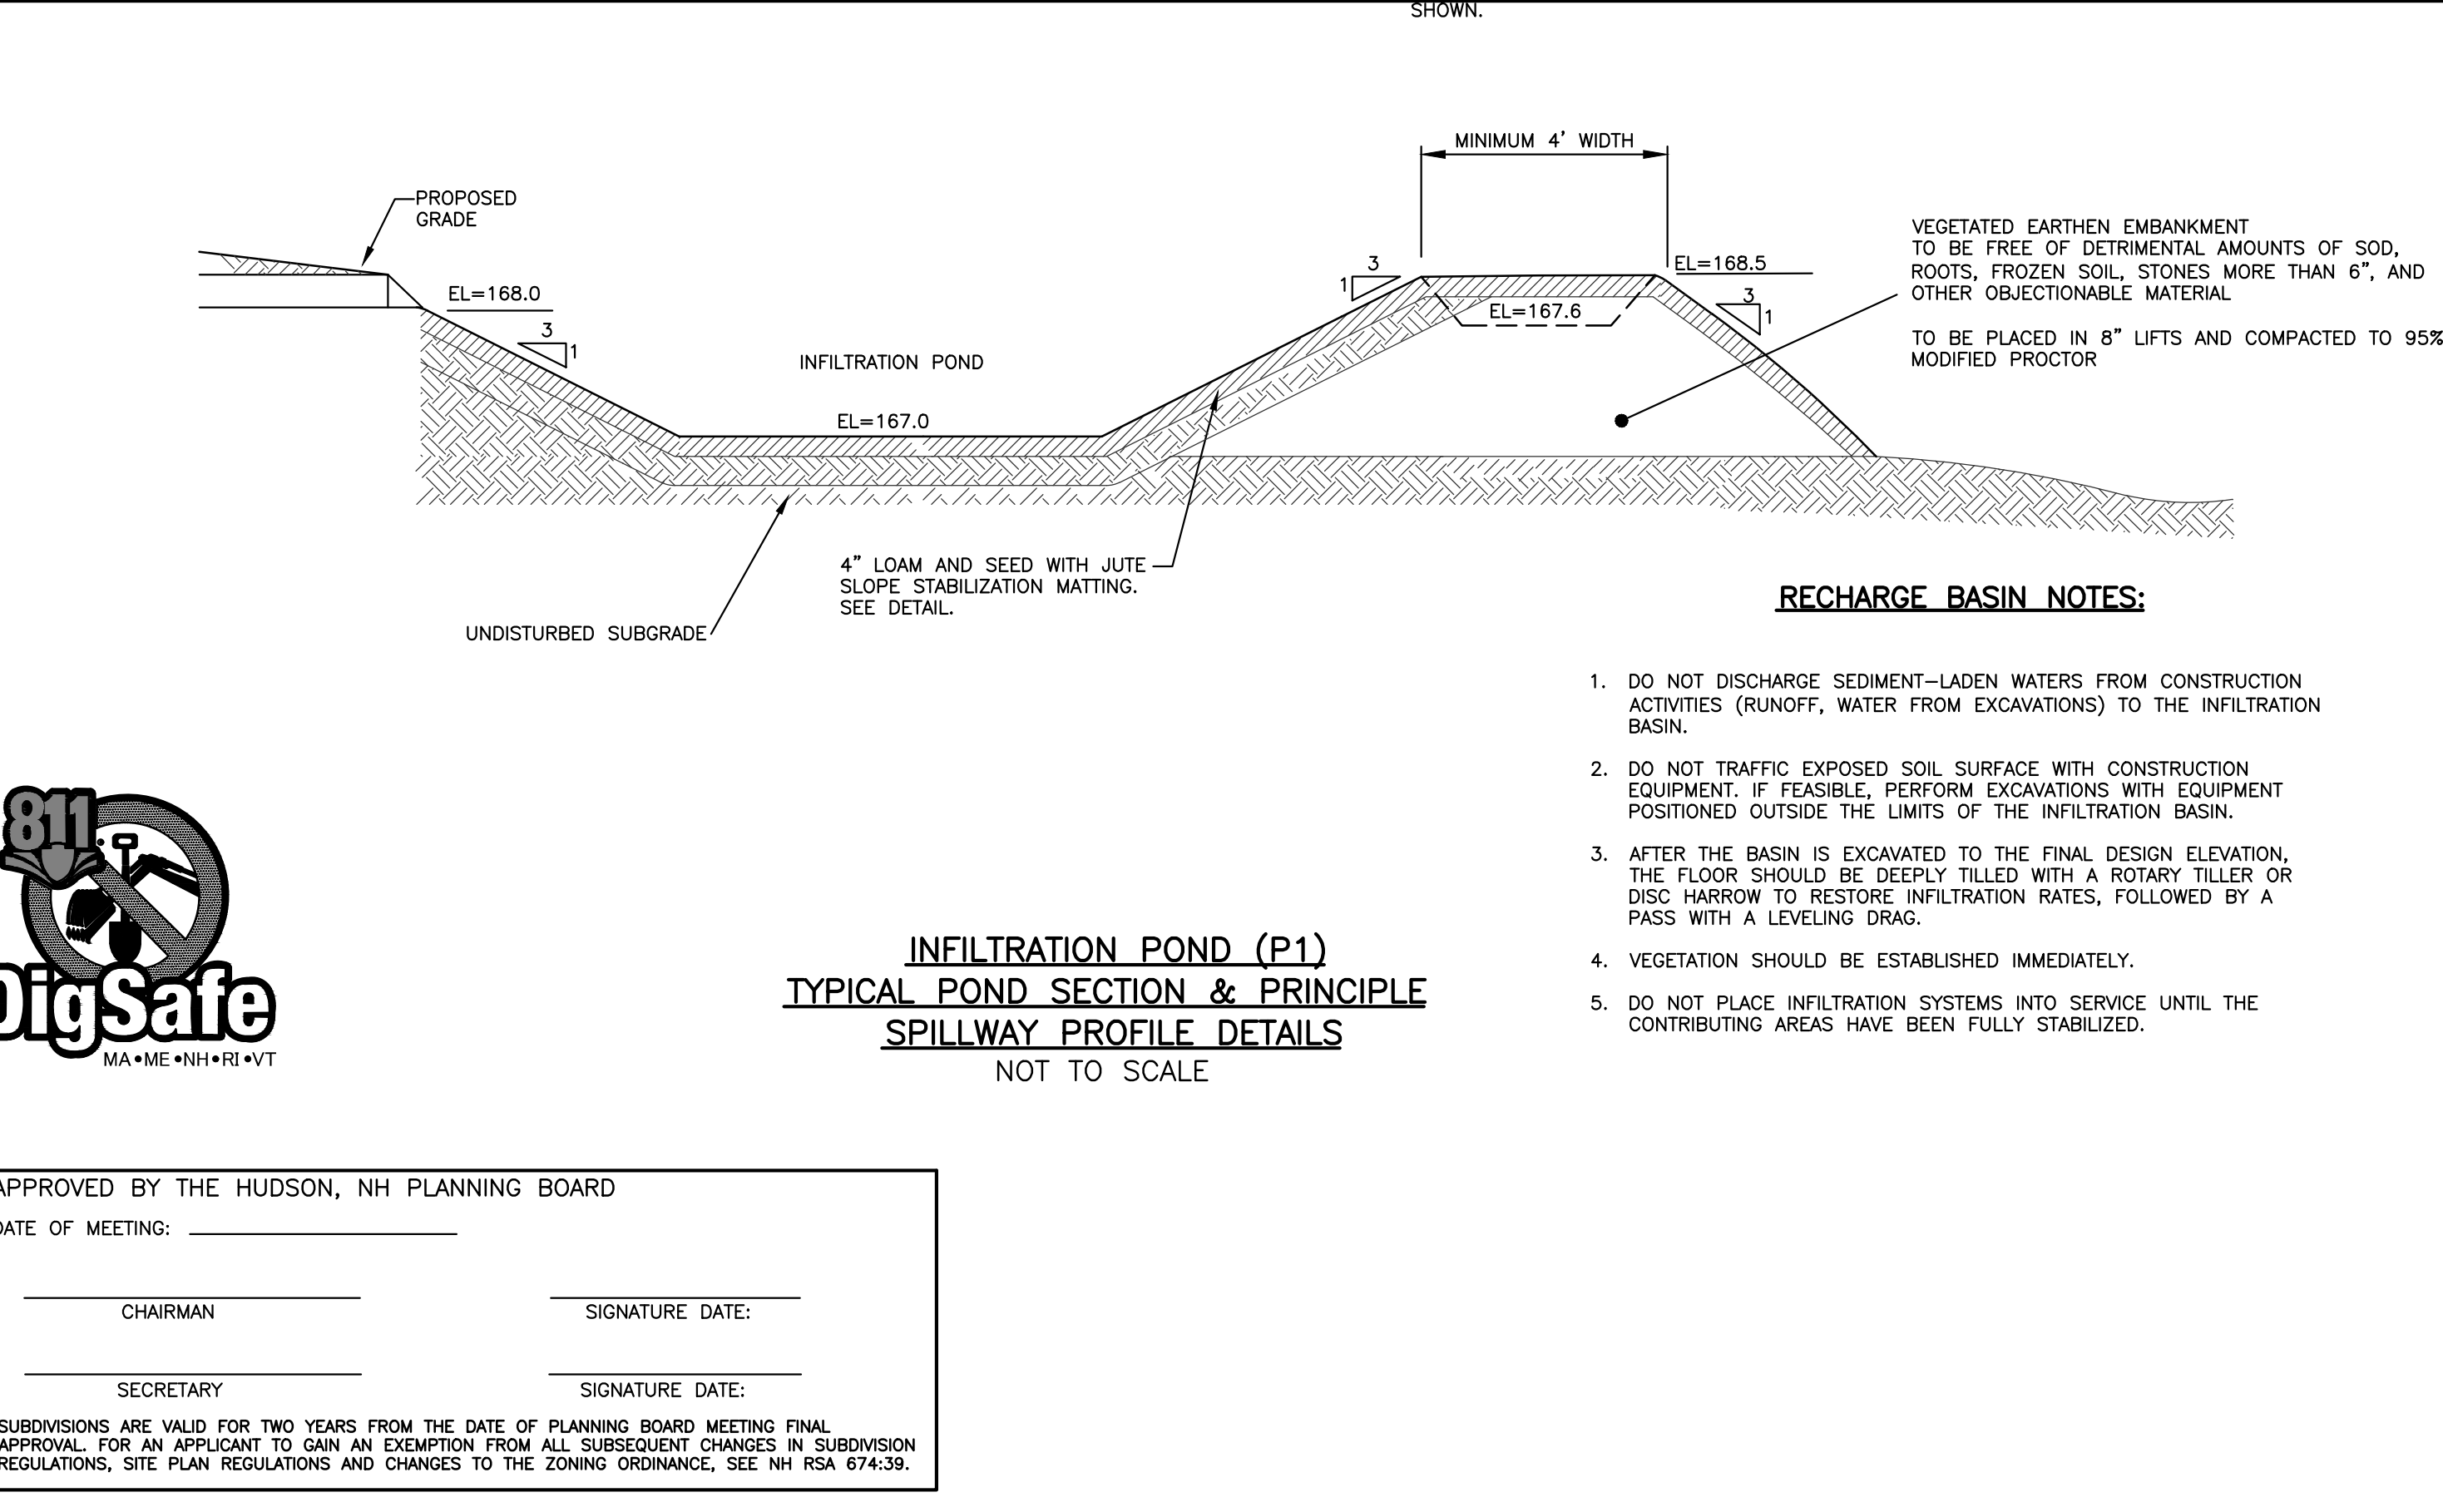 SHOWN.
MINIMUM 4' WIDTH
PROPOSED
GRADE
EL=168.0
3
1
INFILTRATION POND
EL=167.0
3
1
EL=167.6
EL=168.5
3
1
VEGETATED EARTHEN EMBANKMENT
TO BE FREE OF DETRIMENTAL AMOUNTS OF SOD,
ROOTS, FROZEN SOIL, STONES MORE THAN 6", AND
OTHER OBJECTIONABLE MATERIAL
TO BE PLACED IN 8" LIFTS AND COMPACTED TO 95%
MODIFIED PROCTOR
4" LOAM AND SEED WITH JUTE
SLOPE STABILIZATION MATTING.
SEE DETAIL.
UNDISTURBED SUBGRADE
RECHARGE BASIN NOTES:
1. DO NOT DISCHARGE SEDIMENT-LADEN WATERS FROM CONSTRUCTION
ACTIVITIES (RUNOFF, WATER FROM EXCAVATIONS) TO THE INFILTRATION
BASIN.
2. DO NOT TRAFFIC EXPOSED SOIL SURFACE WITH CONSTRUCTION
EQUIPMENT. IF FEASIBLE, PERFORM EXCAVATIONS WITH EQUIPMENT
POSITIONED OUTSIDE THE LIMITS OF THE INFILTRATION BASIN.
3. AFTER THE BASIN IS EXCAVATED TO THE FINAL DESIGN ELEVATION,
THE FLOOR SHOULD BE DEEPLY TILLED WITH A ROTARY TILLER OR
DISC HARROW TO RESTORE INFILTRATION RATES, FOLLOWED BY A
PASS WITH A LEVELING DRAG.
4. VEGETATION SHOULD BE ESTABLISHED IMMEDIATELY.
5. DO NOT PLACE INFILTRATION SYSTEMS INTO SERVICE UNTIL THE
CONTRIBUTING AREAS HAVE BEEN FULLY STABILIZED.
811
DigSafe
MA•ME•NH•RI•VT
INFILTRATION POND (P1)
TYPICAL POND SECTION & PRINCIPLE
SPILLWAY PROFILE DETAILS
NOT TO SCALE
APPROVED BY THE HUDSON, NH PLANNING BOARD
DATE OF MEETING:
CHAIRMAN
SIGNATURE DATE:
SECRETARY
SIGNATURE DATE:
SUBDIVISIONS ARE VALID FOR TWO YEARS FROM THE DATE OF PLANNING BOARD MEETING FINAL
APPROVAL. FOR AN APPLICANT TO GAIN AN EXEMPTION FROM ALL SUBSEQUENT CHANGES IN SUBDIVISION
REGULATIONS, SITE PLAN REGULATIONS AND CHANGES TO THE ZONING ORDINANCE, SEE NH RSA 674:39.